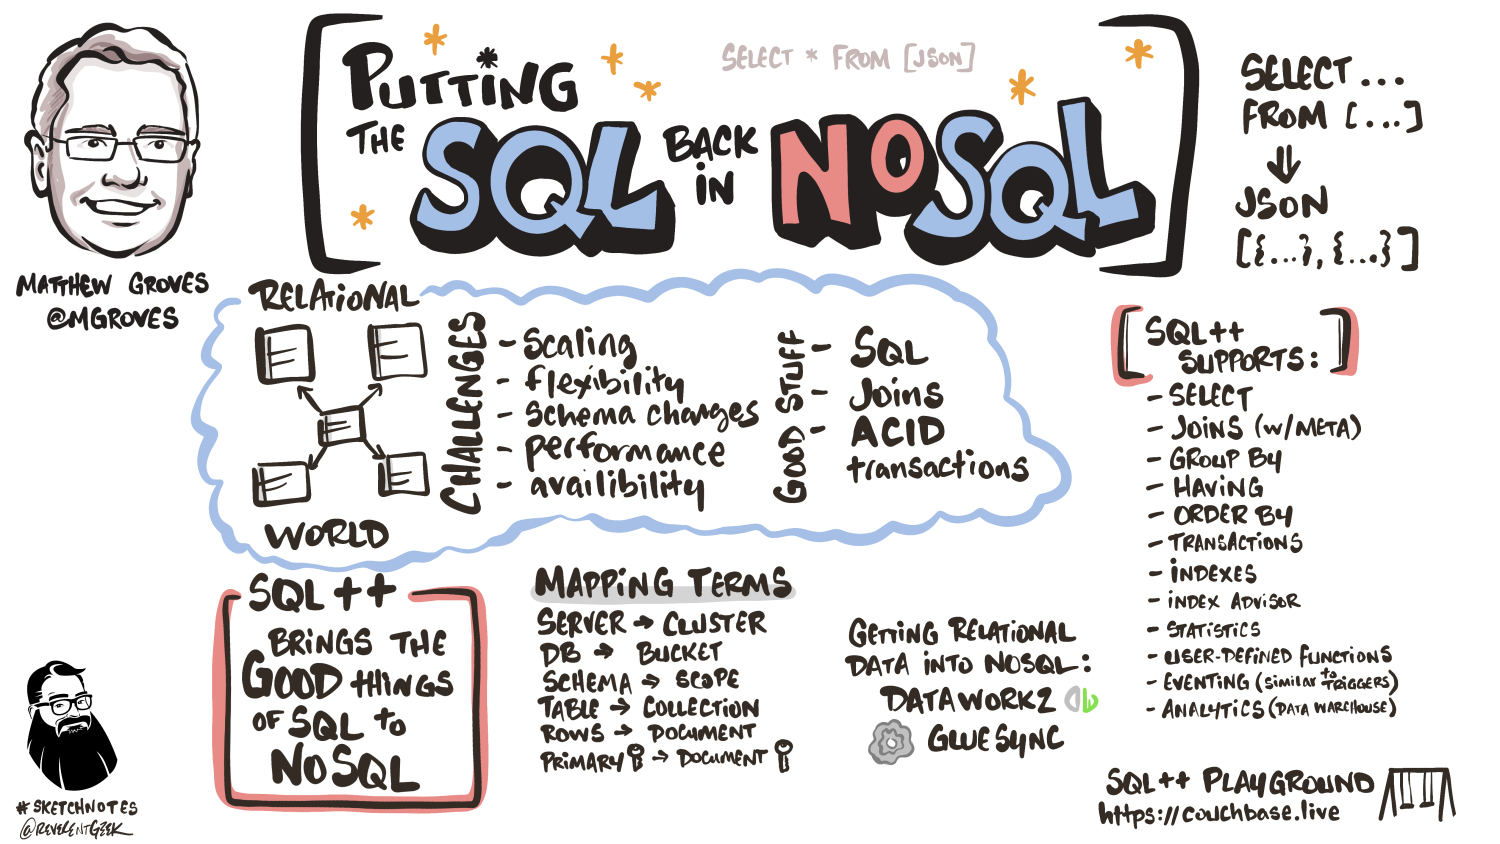 PUTTING
THE SQL BACK IN NOSQL
SELECT * FROM [JSON]
SELECT ...
FROM [...]
JSON
[{...}, {...}]
MATTHEW GROVES
@MGROVES
RELATIONAL
WORLD
CHALLENGES
- scaling
- flexibility
- schema changes
- performance
- availibility
GOOD STUFF
- SQL
- Joins
- ACID
transactions
[SQL++
SUPPORTS:]
- SELECT
- JOINS (W/META)
- GROUP BY
- HAVING
- ORDER BY
- TRANSACTIONS
- INDEXES
- INDEX ADVISOR
- STATISTICS
- USER-DEFINED FUNCTIONS
- EVENTING (SIMILAR TO TRIGGERS)
- ANALYTICS (DATA WAREHOUSE)
SQL++
BRINGS THE
GOOD THINGS
OF SQL to
NOSQL
MAPPING TERMS
SERVER → CLUSTER
DB → BUCKET
SCHEMA → SCOPE
TABLE → COLLECTION
ROWS → DOCUMENT
PRIMARY → DOCUMENT
GETTING RELATIONAL
DATA INTO NOSQL:
DATAWORKZ
GLUESYNC
SQL++ PLAYGROUND
https://couchbase.live
#SKETCHNOTES
@REVERENTGEEK